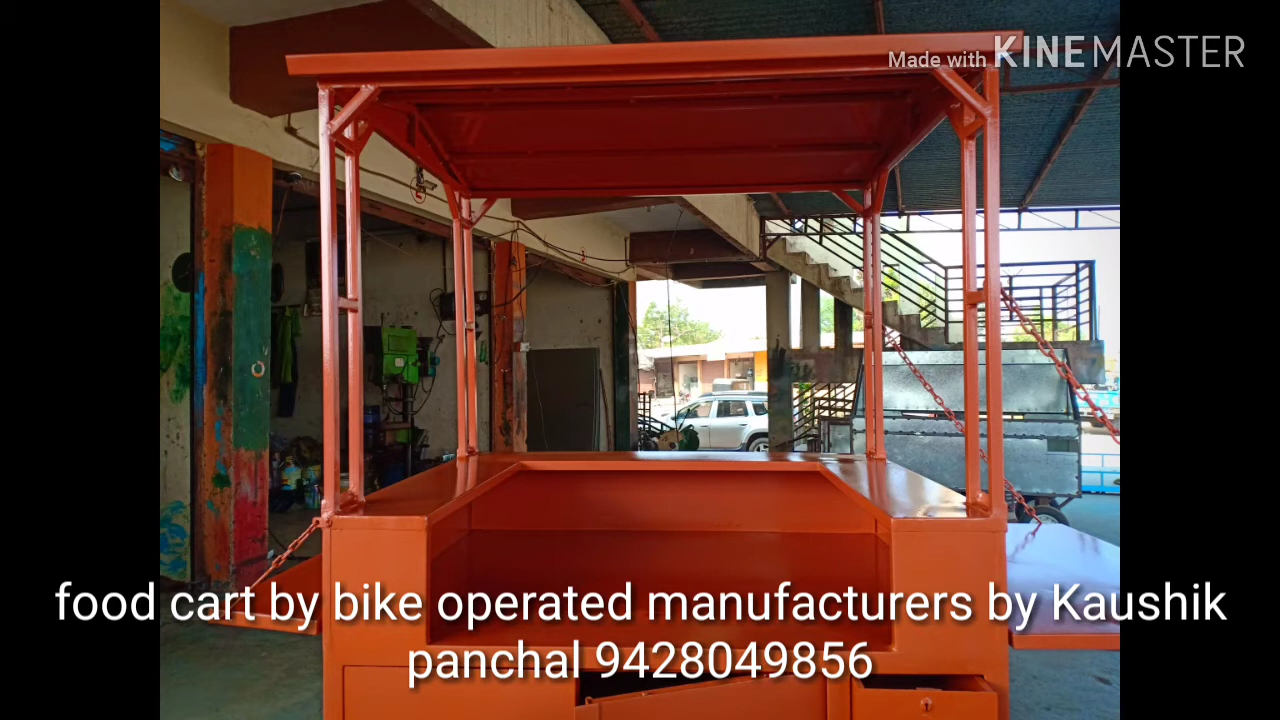 Made with KINEMASTER
food cart by bike operated manufacturers by Kaushik
panchal 9428049856